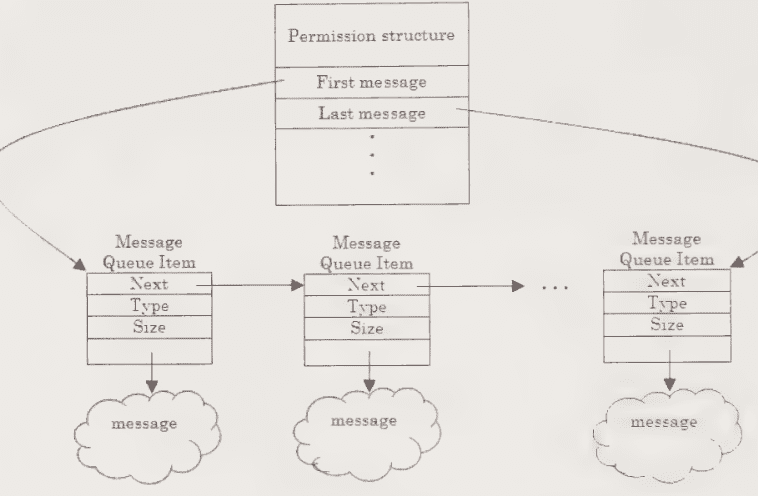 Permission structure
First message
Last message
.
.
.
Message
Queue Item
Next
Type
Size
message
Message
Queue Item
Next
Type
Size
message
...
Message
Queue Item
Next
Type
Size
message